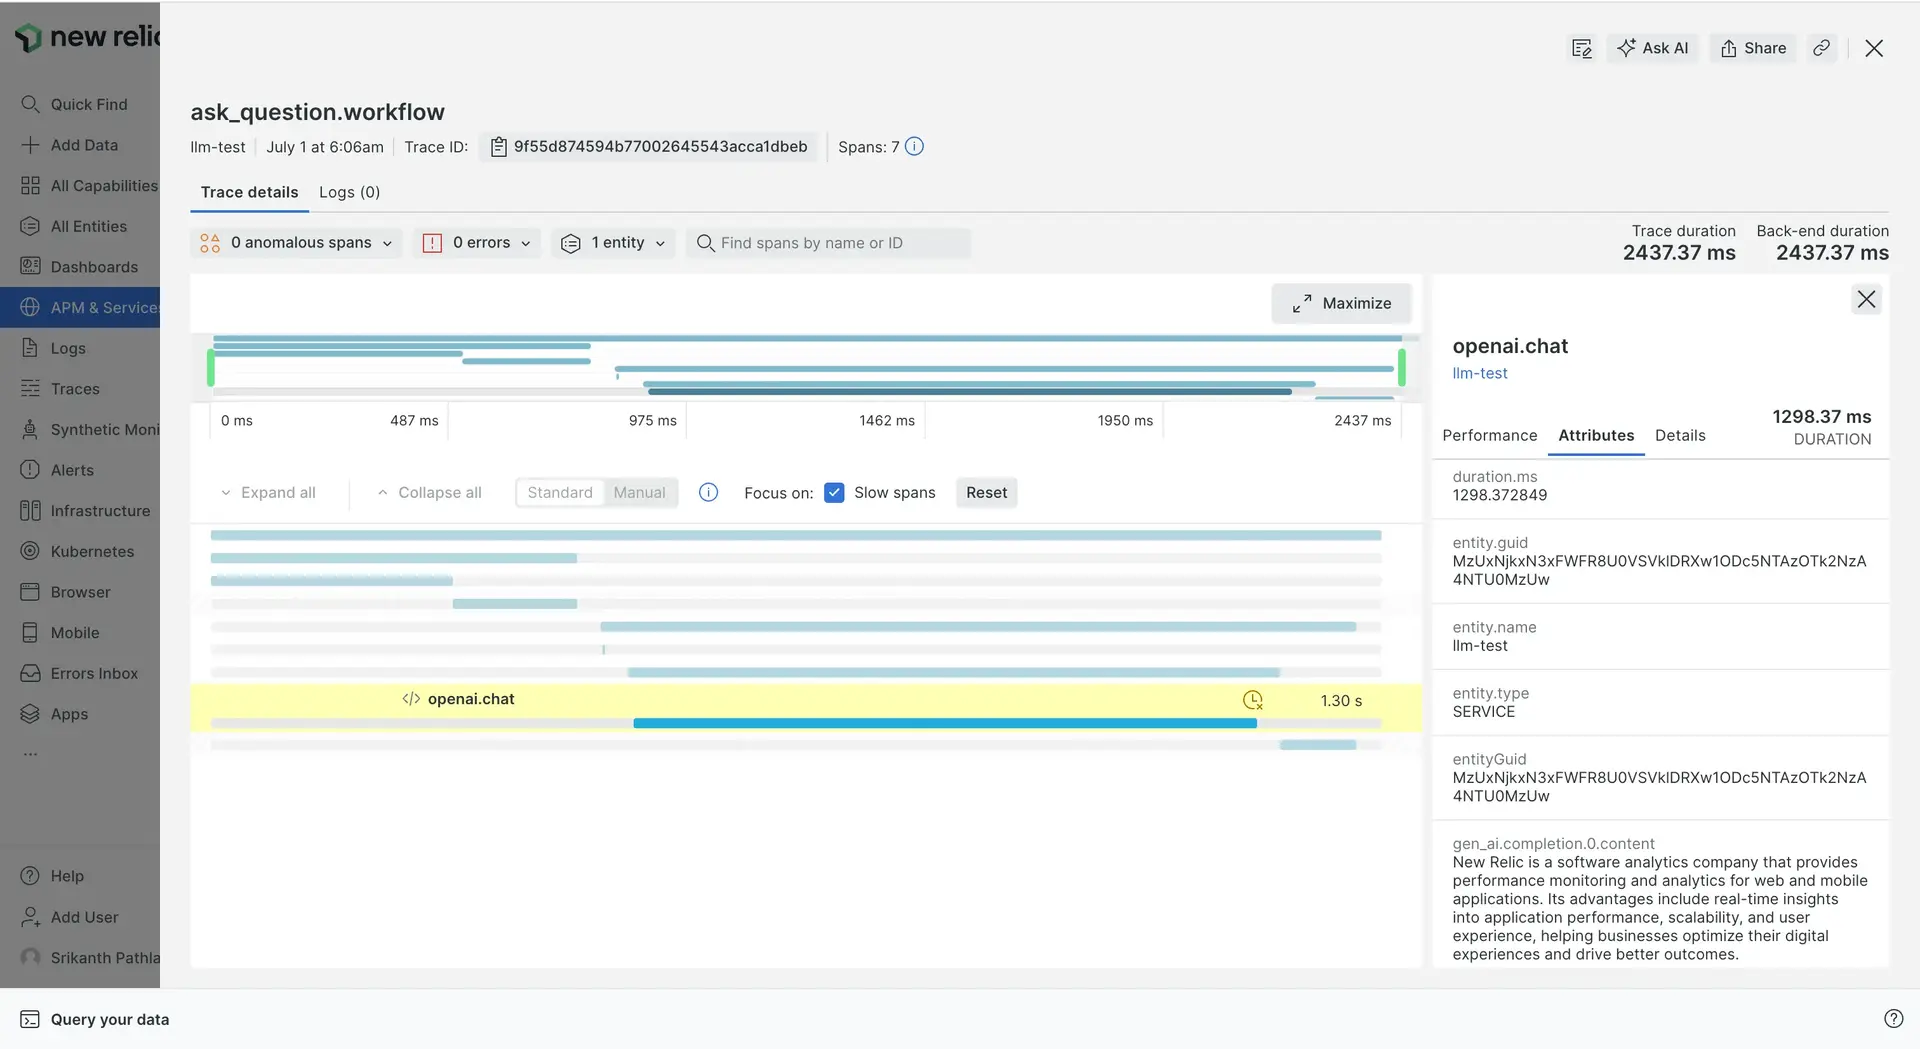 new relic
Quick Find
Add Data
All Capabilities
All Entities
Dashboards
APM & Services
Logs
Traces
Synthetic Moni
Alerts
Infrastructure
Kubernetes
Browser
Mobile
Errors Inbox
Apps
...
Help
Add User
Srikanth Pathla
Query your data
Ask AI
Share
ask_question.workflow
llm-test July 1 at 6:06am Trace ID: 9f55d874594b77002645543acca1dbeb Spans: 7
Trace details Logs (0)
0 anomalous spans 0 errors 1 entity Find spans by name or ID
Trace duration Back-end duration
2437.37 ms 2437.37 ms
Maximize
0 ms 487 ms 975 ms 1462 ms 1950 ms 2437 ms
Expand all Collapse all Standard Manual Focus on: Slow spans Reset
openai.chat 1.30 s
openai.chat
llm-test
1298.37 ms
DURATION
Performance Attributes Details
duration.ms
1298.372849
entity.guid
MzUxNjkxN3xFWFR8U0VSVklDRXw1ODc5NTAzOTk2NzA
4NTU0MzUw
entity.name
llm-test
entity.type
SERVICE
entityGuid
MzUxNjkxN3xFWFR8U0VSVklDRXw1ODc5NTAzOTk2NzA
4NTU0MzUw
gen_ai.completion.0.content
New Relic is a software analytics company that provides
performance monitoring and analytics for web and mobile
applications. Its advantages include real-time insights
into application performance, scalability, and user
experience, helping businesses optimize their digital
experiences and drive better outcomes.